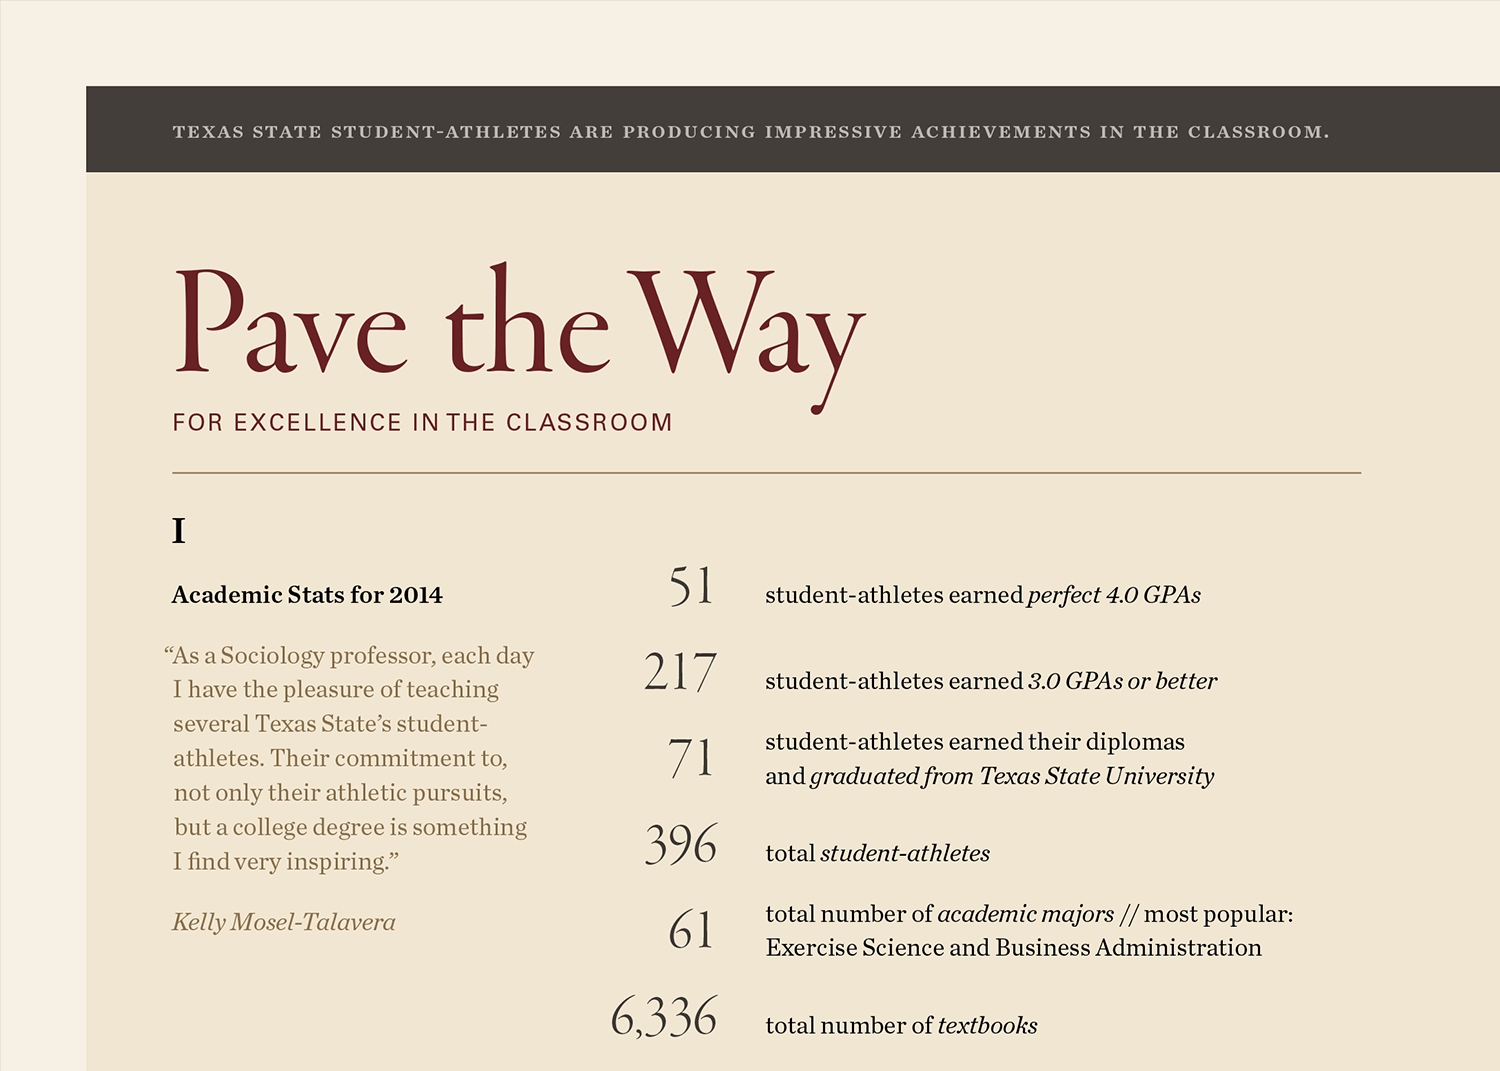 TEXAS STATE STUDENT-ATHLETES ARE PRODUCING IMPRESSIVE ACHIEVEMENTS IN THE CLASSROOM.
Pave the Way
FOR EXCELLENCE IN THE CLASSROOM
I
Academic Stats for 2014
“As a Sociology professor, each day
I have the pleasure of teaching
several Texas State’s student-
athletes. Their commitment to,
not only their athletic pursuits,
but a college degree is something
I find very inspiring.”
Kelly Mosel-Talavera
51 student-athletes earned perfect 4.0 GPAs
217 student-athletes earned 3.0 GPAs or better
71 student-athletes earned their diplomas
and graduated from Texas State University
396 total student-athletes
61 total number of academic majors // most popular:
Exercise Science and Business Administration
6,336 total number of textbooks